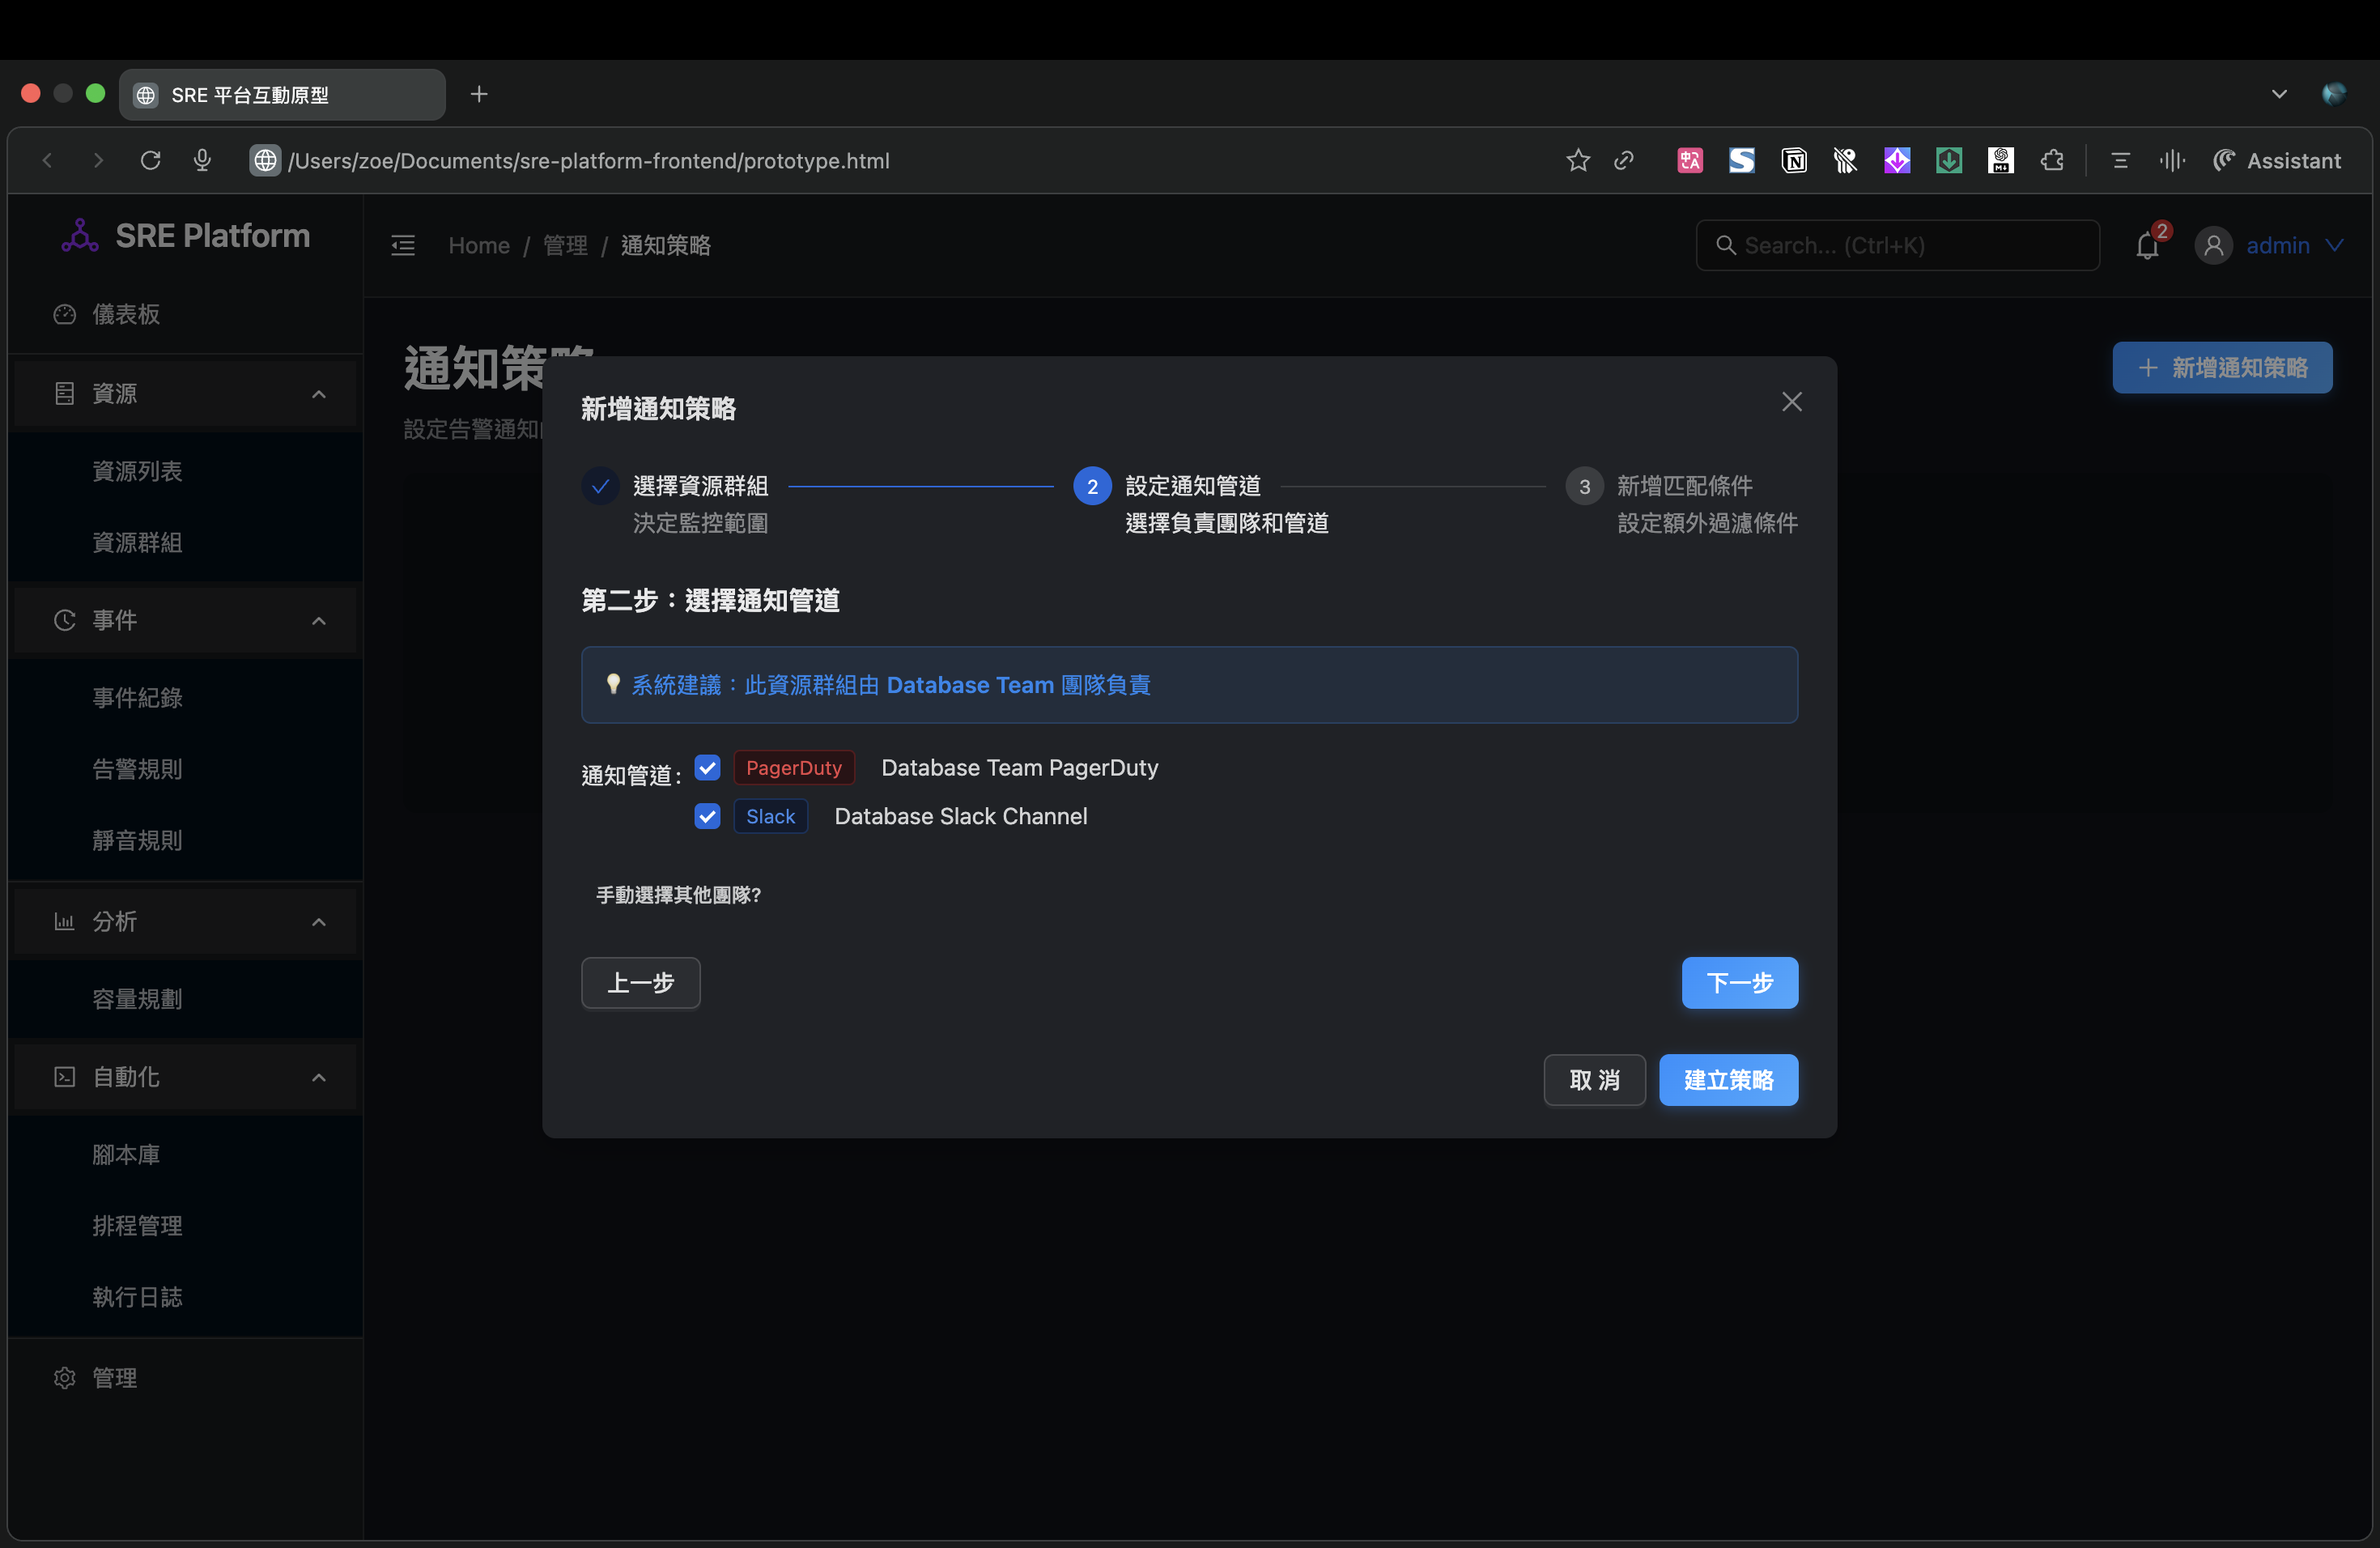 SRE 平台互動原型
/Users/zoe/Documents/sre-platform-frontend/prototype.html
Assistant
SRE Platform
Home / 管理 / 通知策略
Search... (Ctrl+K)
2
admin
儀表板
資源
資源列表
資源群組
事件
事件紀錄
告警規則
靜音規則
分析
容量規劃
自動化
腳本庫
排程管理
執行日誌
管理
通知策略
新增通知策略
設定告警通知
新增通知策略
選擇資源群組
決定監控範圍
2
設定通知管道
選擇負責團隊和管道
3
新增匹配條件
設定額外過濾條件
第二步：選擇通知管道
系統建議：此資源群組由 Database Team 團隊負責
通知管道:
PagerDuty Database Team PagerDuty
Slack Database Slack Channel
手動選擇其他團隊?
上一步
下一步
取 消
建立策略